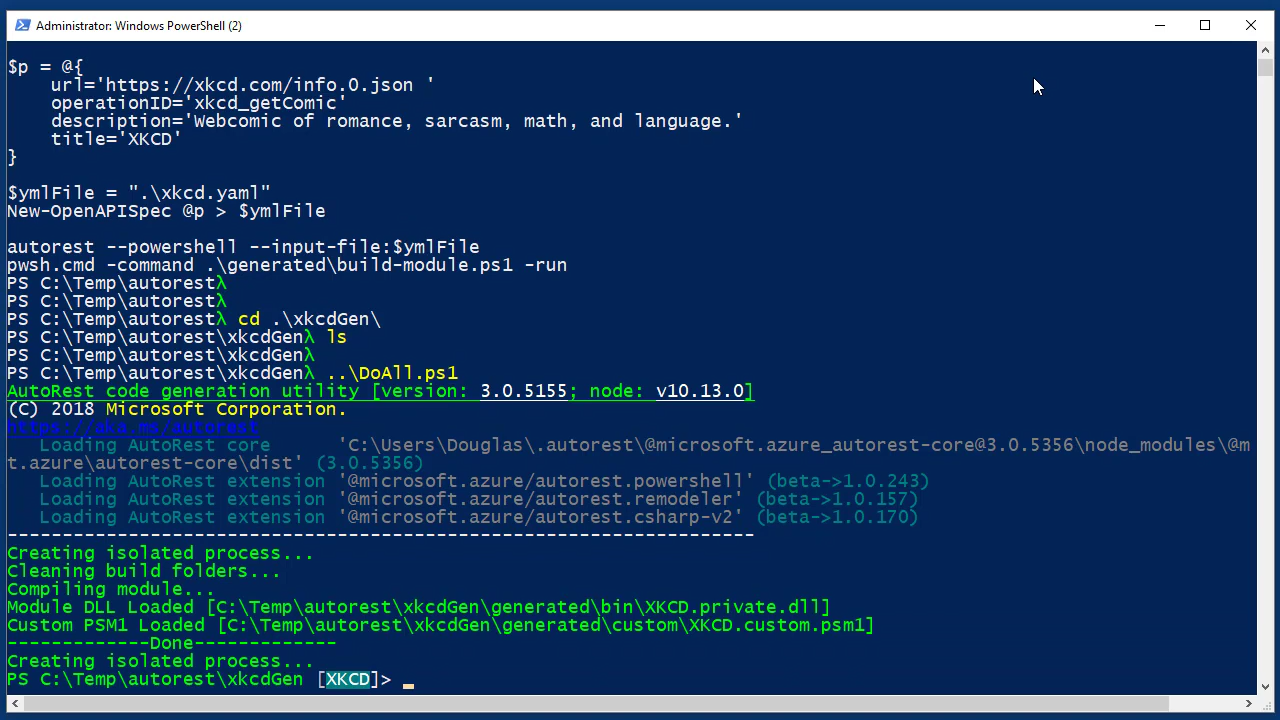 Administrator: Windows PowerShell (2)
$p = @{
    url='https://xkcd.com/info.0.json '
    operationID='xkcd_getComic'
    description='Webcomic of romance, sarcasm, math, and language.'
    title='XKCD'
}
$ymlFile = ".\xkcd.yaml"
New-OpenAPISpec @p > $ymlFile
autorest --powershell --input-file:$ymlFile
pwsh.cmd -command .\generated\build-module.ps1 -run
PS C:\Temp\autorestλ
PS C:\Temp\autorestλ
PS C:\Temp\autorestλ cd .\xkcdGen\
PS C:\Temp\autorest\xkcdGenλ ls
PS C:\Temp\autorest\xkcdGenλ
PS C:\Temp\autorest\xkcdGenλ ..\DoAll.ps1
AutoRest code generation utility [version: 3.0.5155; node: v10.13.0]
(C) 2018 Microsoft Corporation.
https://aka.ms/autorest
   Loading AutoRest core      'C:\Users\Douglas\.autorest\@microsoft.azure_autorest-core@3.0.5356\node_modules\@m
t.azure\autorest-core\dist' (3.0.5356)
   Loading AutoRest extension '@microsoft.azure/autorest.powershell' (beta->1.0.243)
   Loading AutoRest extension '@microsoft.azure/autorest.remodeler' (beta->1.0.157)
   Loading AutoRest extension '@microsoft.azure/autorest.csharp-v2' (beta->1.0.170)
--------------------------------------------------------------------
Creating isolated process...
Cleaning build folders...
Compiling module...
Module DLL Loaded [C:\Temp\autorest\xkcdGen\generated\bin\XKCD.private.dll]
Custom PSM1 Loaded [C:\Temp\autorest\xkcdGen\generated\custom\XKCD.custom.psm1]
-------------Done-------------
Creating isolated process...
PS C:\Temp\autorest\xkcdGen [XKCD]> _